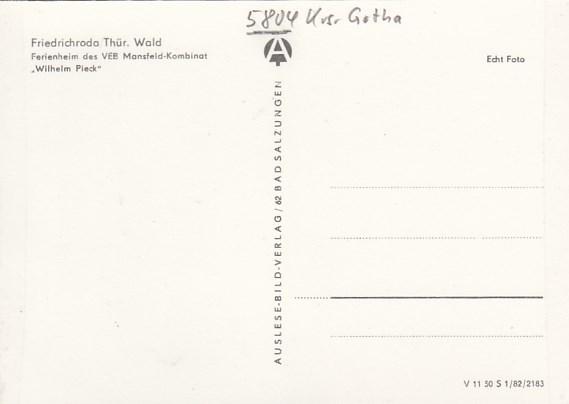 5804 Krsr Gotha
Friedrichroda Thür. Wald
Ferienheim des VEB Mansfeld-Kombinat
„Wilhelm Pieck"
Echt Foto
AUSLESE-BILD-VERLAG/62 BAD SALZUNGEN
V 11 50 S 1/82/2183